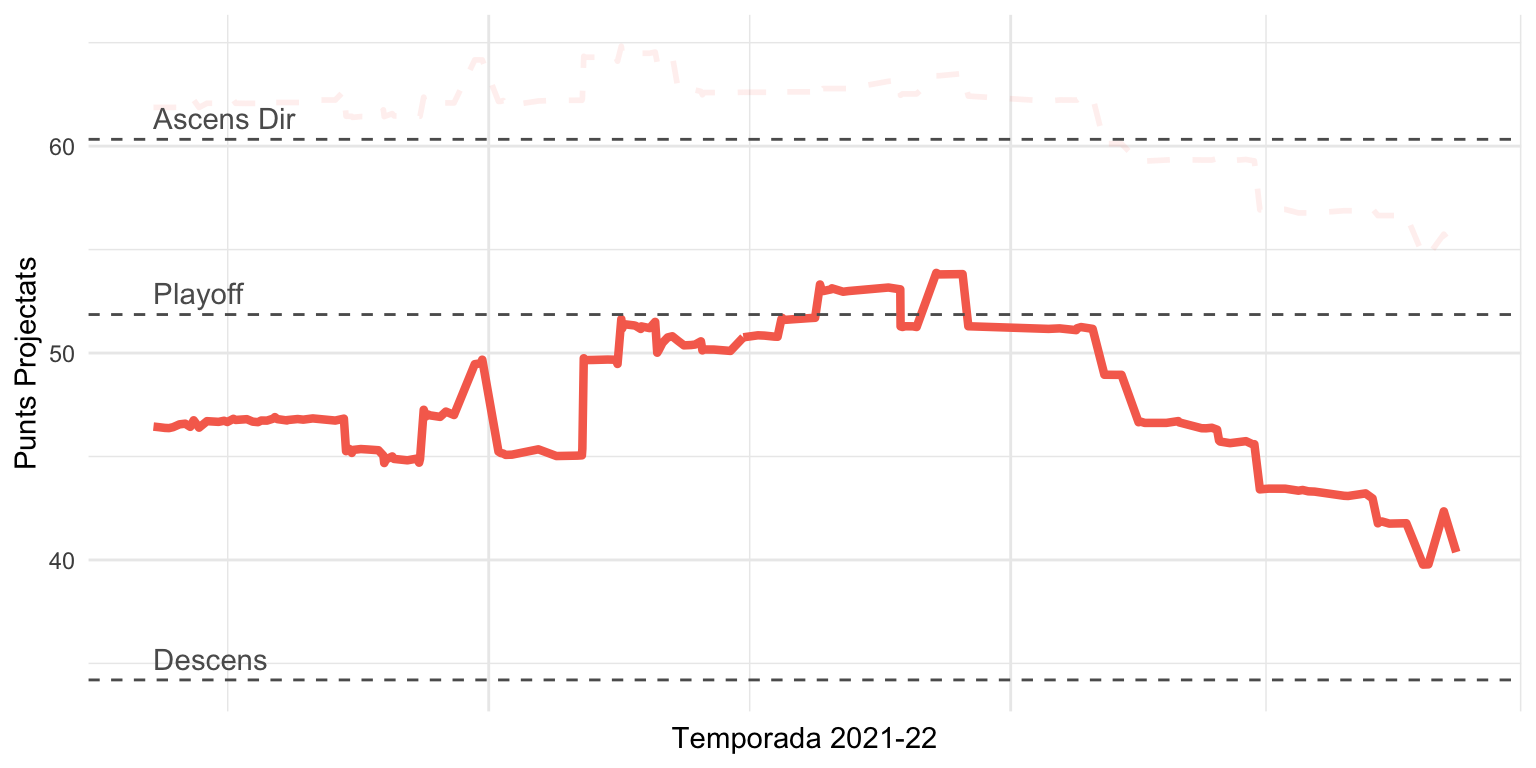 Ascens Dir
60
Playoff
50
Punts Projectats
40
Descens
Temporada 2021-22